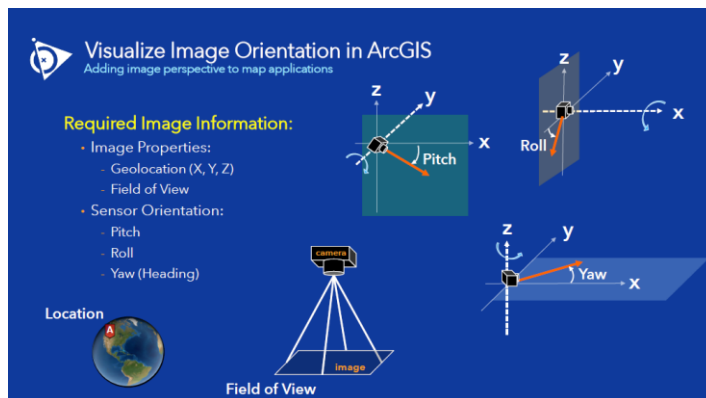 Visualize Image Orientation in ArcGIS
Adding image perspective to map applications
Required Image Information:
• Image Properties:
- Geolocation (X, Y, Z)
- Field of View
• Sensor Orientation:
- Pitch
- Roll
- Yaw (Heading)
Location
A
camera
image
Field of View
z
y
x
Pitch
z
y
x
Roll
z
y
x
Yaw